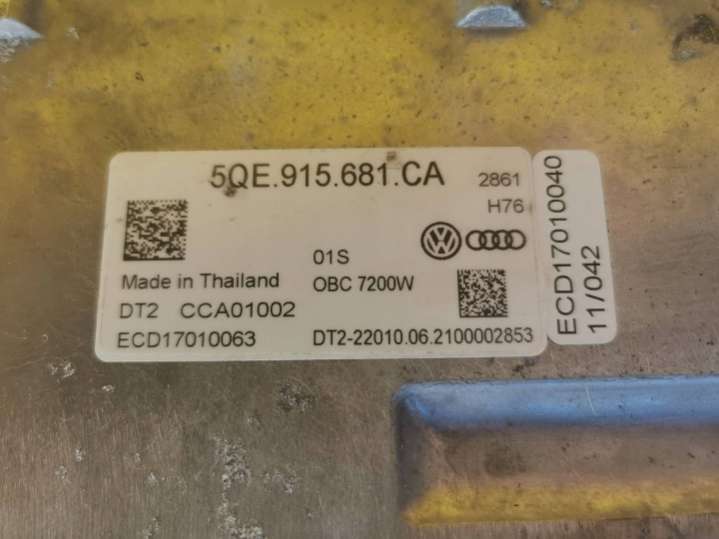 5QE.915.681.CA
2861
H76
01S
Made in Thailand
OBC 7200W
DT2 CCA01002
ECD17010063
DT2-22010.06.2100002853
ECD17010040
11/042